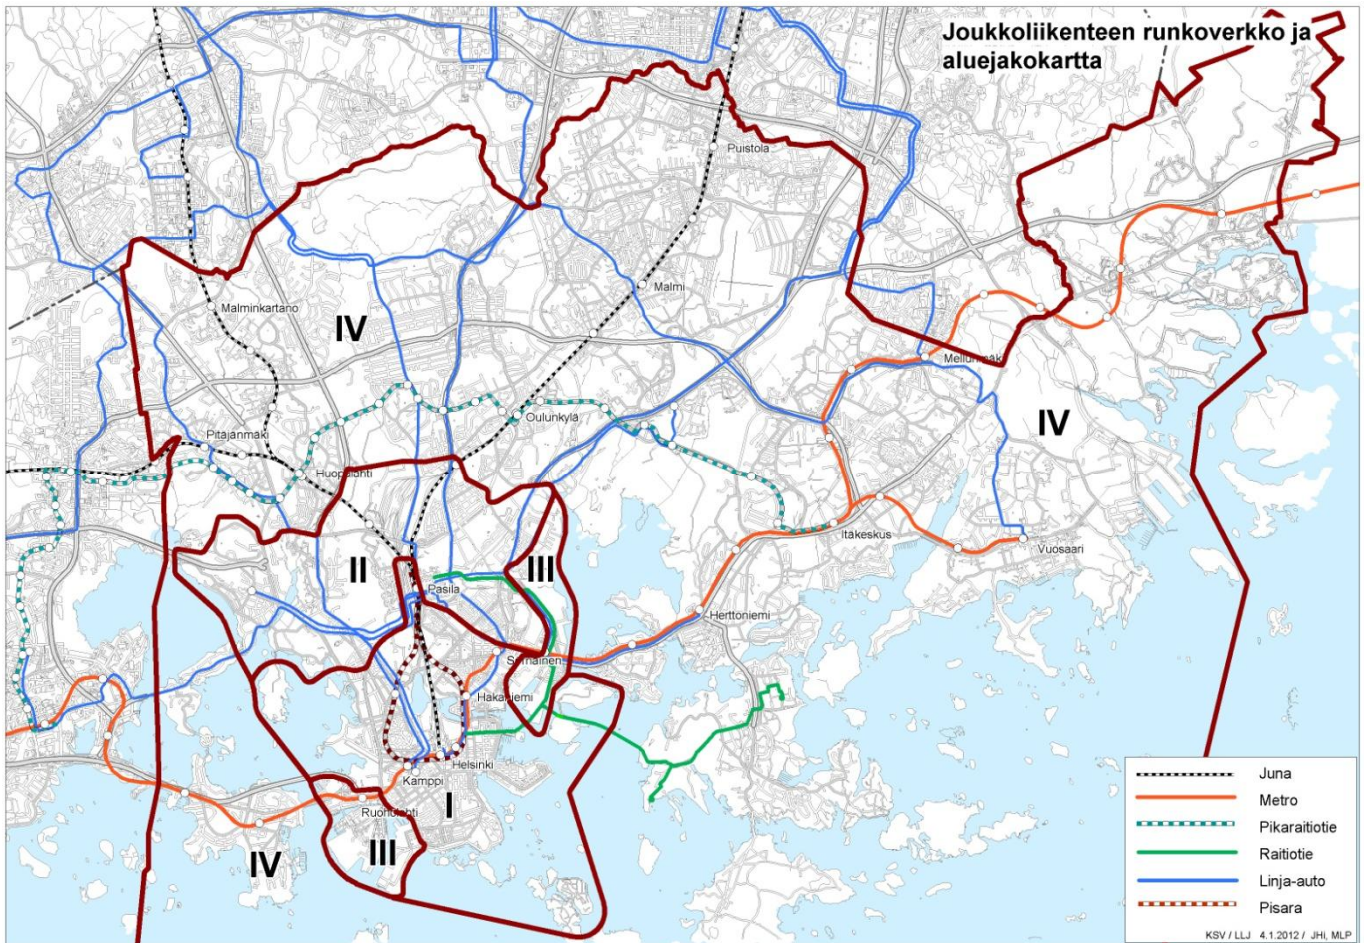 Joukkoliikenteen runkoverkko ja
aluejakokartta
Puistola
Malmi
Malminkartano
IV
Mellunmäki
IV
Oulunkylä
Pitäjänmäki
Huopalahti
Itäkeskus
Vuosaari
II
III
Pasila
Herttoniemi
Sörnäinen
Hakaniemi
Helsinki
Kamppi
Ruoholahti
I
III
IV
Juna
Metro
Pikaraitiotie
Raitiotie
Linja-auto
Pisara
KSV / LLJ 4.1.2012 / JHi, MLP